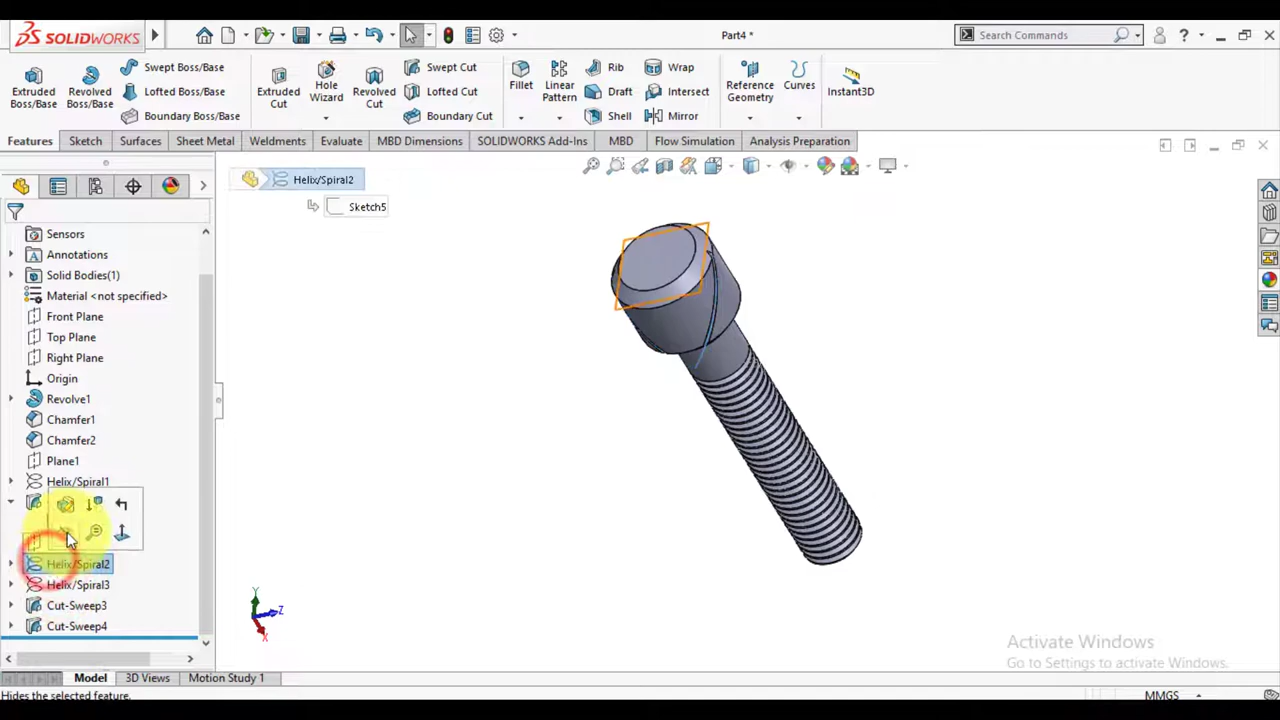 SOLIDWORKS
Part4 *
Search Commands
Extruded Boss/Base
Revolved Boss/Base
Swept Boss/Base
Lofted Boss/Base
Boundary Boss/Base
Extruded Cut
Hole Wizard
Revolved Cut
Swept Cut
Lofted Cut
Boundary Cut
Fillet
Linear Pattern
Rib
Draft
Shell
Wrap
Intersect
Mirror
Reference Geometry
Curves
Instant3D
Features
Sketch
Surfaces
Sheet Metal
Weldments
Evaluate
MBD Dimensions
SOLIDWORKS Add-Ins
MBD
Flow Simulation
Analysis Preparation
Helix/Spiral2
Sketch5
Sensors
Annotations
Solid Bodies(1)
Material <not specified>
Front Plane
Top Plane
Right Plane
Origin
Revolve1
Chamfer1
Chamfer2
Plane1
Helix/Spiral1
Helix/Spiral2
Helix/Spiral3
Cut-Sweep3
Cut-Sweep4
Y
Z
X
Activate Windows
Go to Settings to activate Windows.
Model
3D Views
Motion Study 1
Hides the selected feature.
MMGS